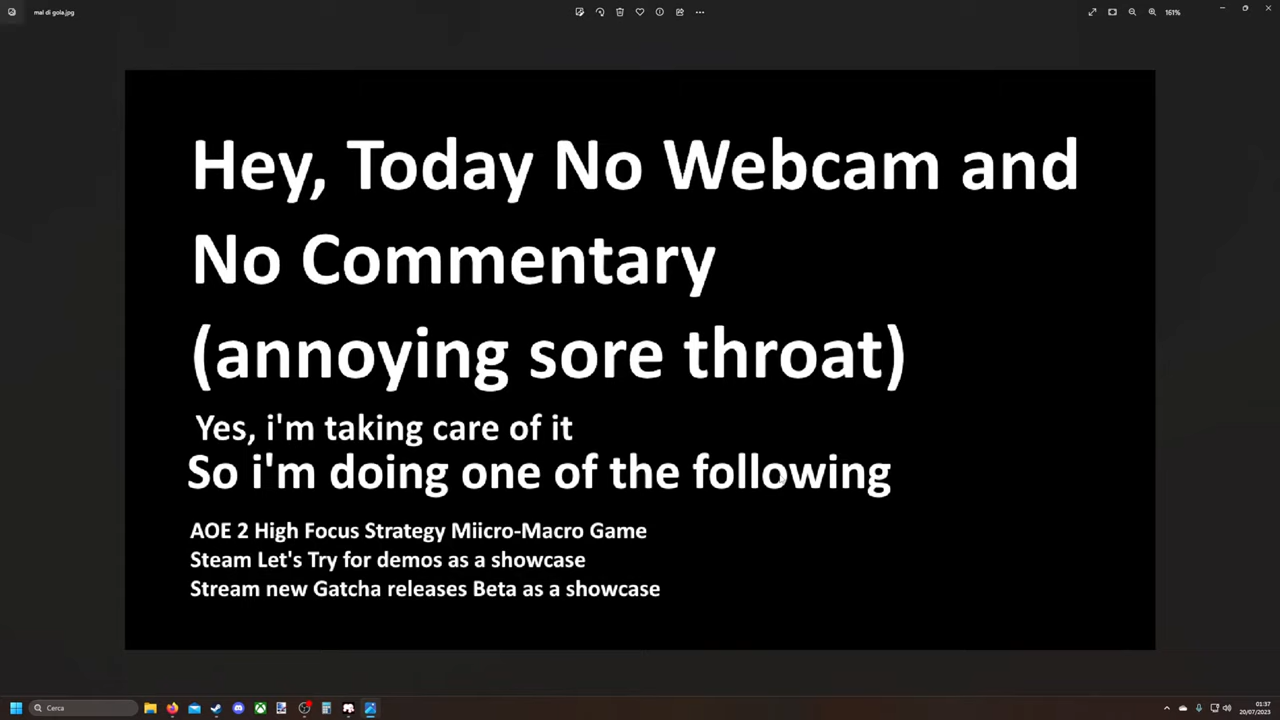 mal di gola.jpg
161%
Hey, Today No Webcam and
No Commentary
(annoying sore throat)
Yes, i'm taking care of it
So i'm doing one of the following
AOE 2 High Focus Strategy Miicro-Macro Game
Steam Let's Try for demos as a showcase
Stream new Gatcha releases Beta as a showcase
Cerca
01:37
20/07/2023